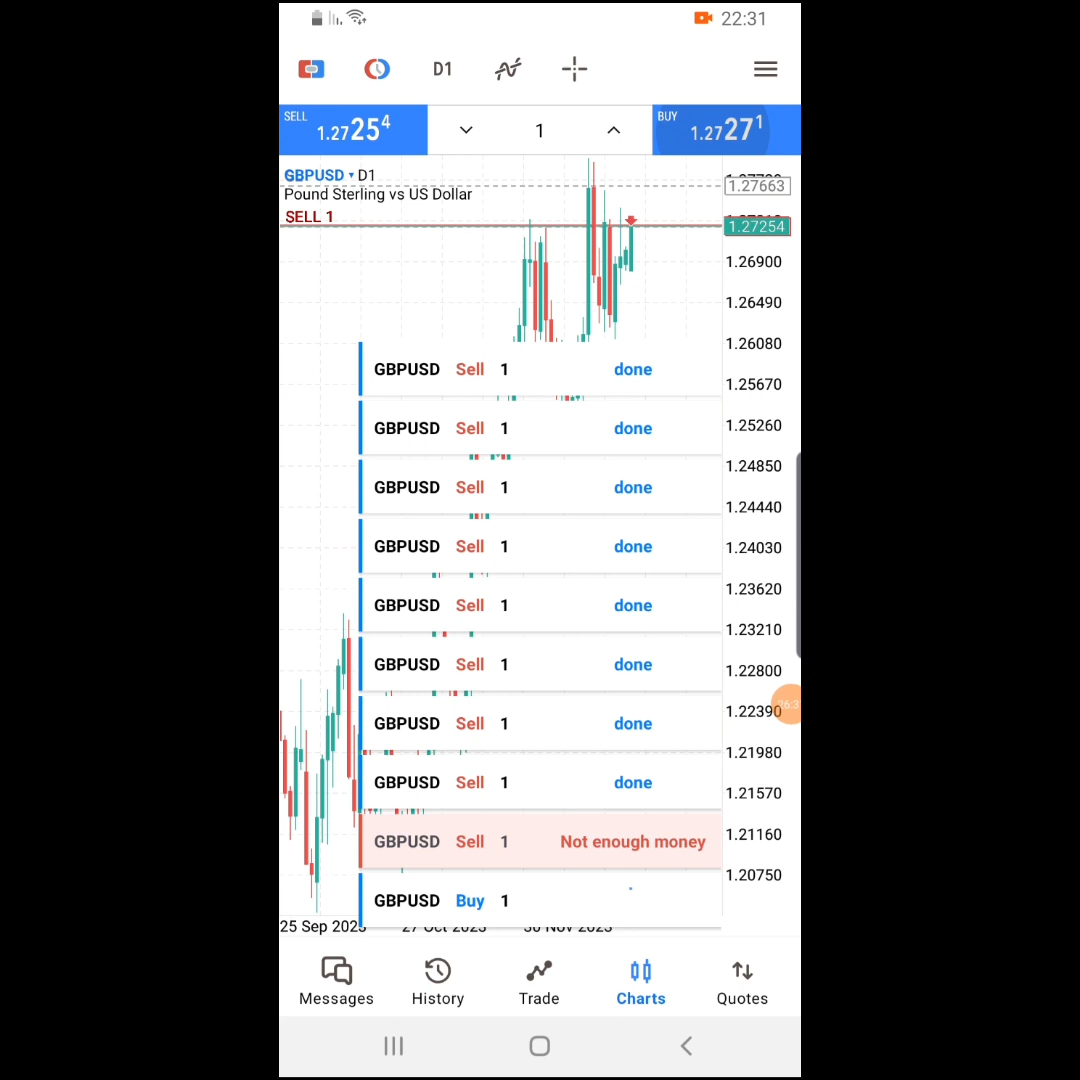 22:31
D1
SELL
1.27254
1
BUY
1.27271
GBPUSD D1
Pound Sterling vs US Dollar
SELL 1
1.27663
1.27254
1.26900
1.26490
1.26080
GBPUSD Sell 1 done
1.25670
GBPUSD Sell 1 done
1.25260
1.24850
GBPUSD Sell 1 done
1.24440
GBPUSD Sell 1 done
1.24030
1.23620
GBPUSD Sell 1 done
1.23210
GBPUSD Sell 1 done
1.22800
1.22390
GBPUSD Sell 1 done
1.21980
GBPUSD Sell 1 done
1.21570
1.21160
GBPUSD Sell 1 Not enough money
1.20750
GBPUSD Buy 1
25 Sep 2023 27 Oct 2023 30 Nov 2023
Messages History Trade Charts Quotes